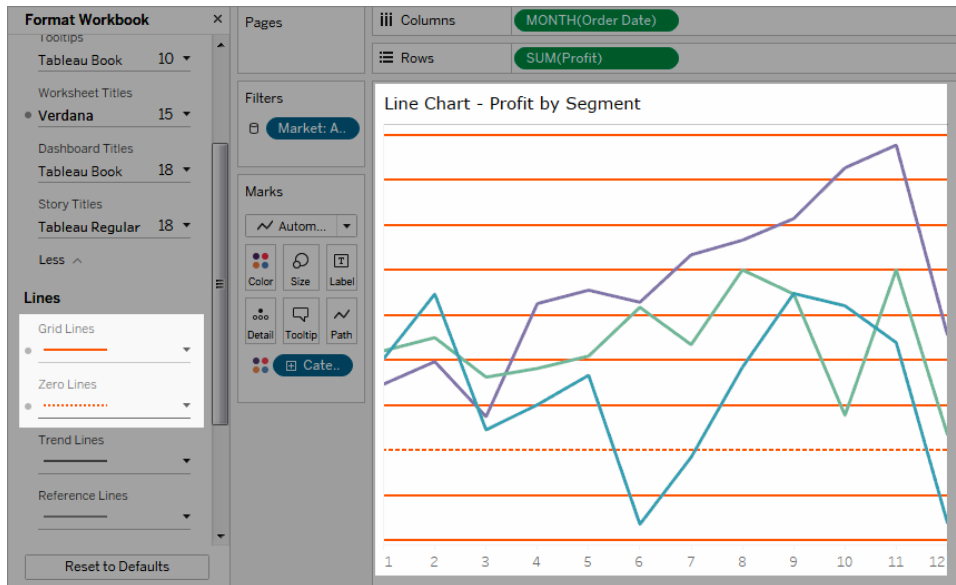 Format Workbook ×
Tooltips
Tableau Book 10
Worksheet Titles
Verdana 15
Dashboard Titles
Tableau Book 18
Story Titles
Tableau Regular 18
Less
Lines
Grid Lines
Zero Lines
Trend Lines
Reference Lines
Reset to Defaults
Pages
Filters
Market: A..
Marks
Autom...
Color Size Label
Detail Tooltip Path
Cate..
Columns MONTH(Order Date)
Rows SUM(Profit)
Line Chart - Profit by Segment
1 2 3 4 5 6 7 8 9 10 11 12